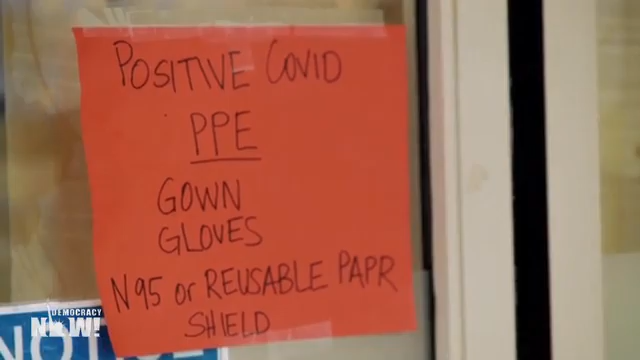 POSITIVE COVID
PPE
GOWN
GLOVES
N95 or REUSABLE PAPR
SHIELD
DEMOCRACY
NOW!